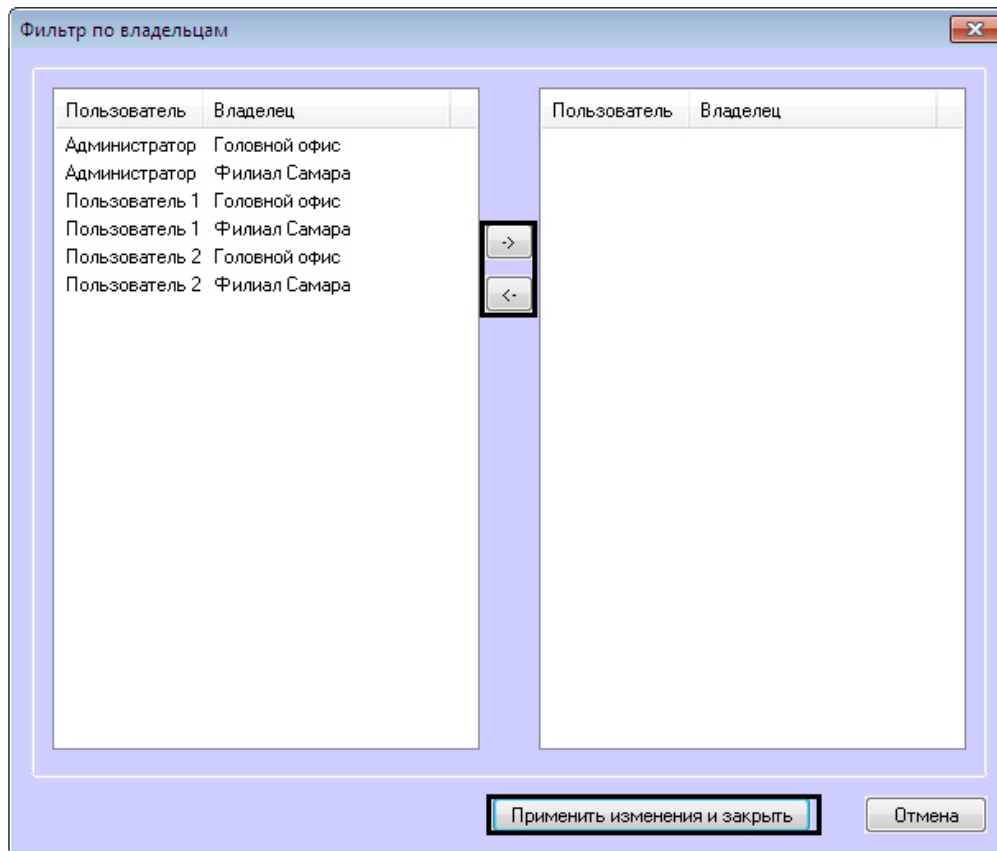 Фильтр по владельцам
Пользователь Владелец
Администратор Головной офис
Администратор Филиал Самара
Пользователь 1 Головной офис
Пользователь 1 Филиал Самара
Пользователь 2 Головной офис
Пользователь 2 Филиал Самара
->
<-
Пользователь Владелец
Применить изменения и закрыть
Отмена